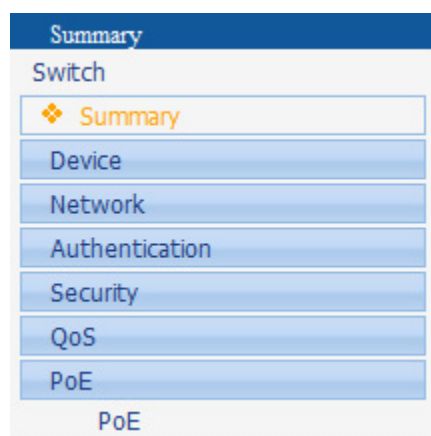 Summary
Switch
Summary
Device
Network
Authentication
Security
QoS
PoE
PoE